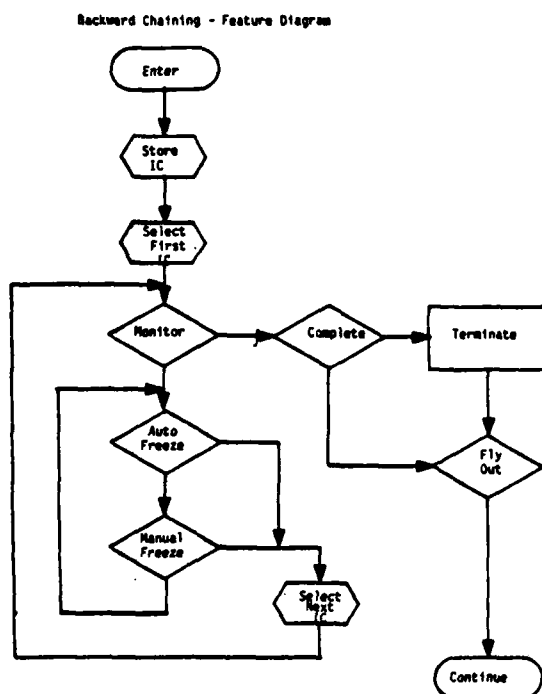 Backward Chaining - Feature Diagram
Enter
Store
IC
Select
First
IC
Monitor
Complete
Terminate
Auto
Freeze
Fly
Out
Manual
Freeze
Select
Next
IC
Continue